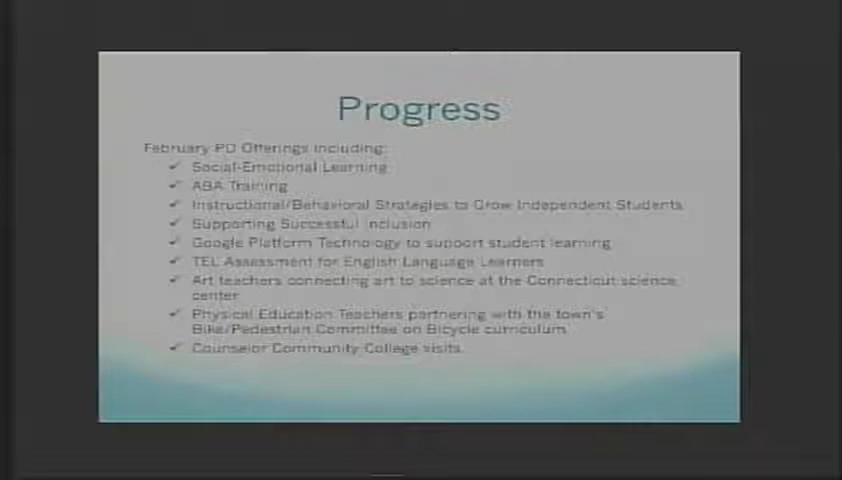 Progress
February PD Offerings including:
✓ Social-Emotional Learning
✓ ABA Training
✓ Instructional/Behavioral Strategies to Grow Independent Students
✓ Supporting Successful Inclusion
✓ Google Platform Technology to support student learning
✓ TEL Assessment for English Language Learners
✓ Art teachers connecting art to science at the Connecticut science
center
✓ Physical Education Teachers partnering with the town's
Bike/Pedestrian Committee on Bicycle curriculum
✓ Counselor Community College visits